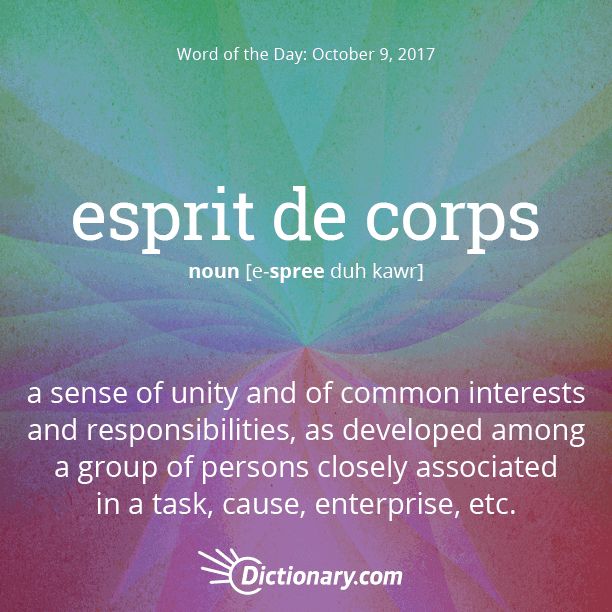 Word of the Day: October 9, 2017
esprit de corps
noun [e-spree duh kawr]
a sense of unity and of common interests
and responsibilities, as developed among
a group of persons closely associated
in a task, cause, enterprise, etc.
Dictionary.com